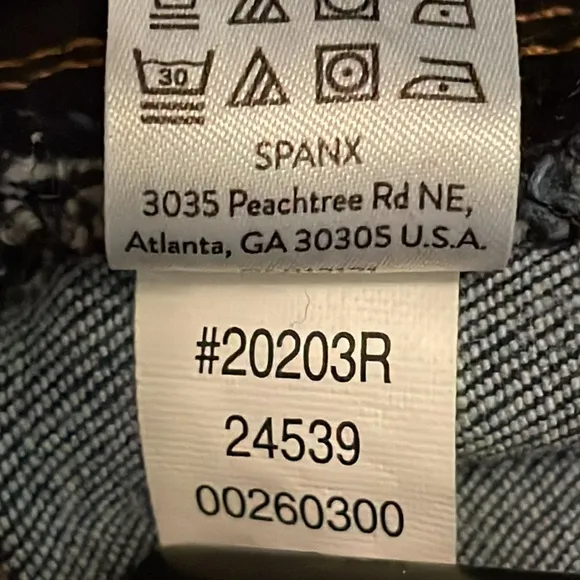 30
SPANX
3035 Peachtree Rd NE,
Atlanta, GA 30305 U.S.A.
#20203R
24539
00260300